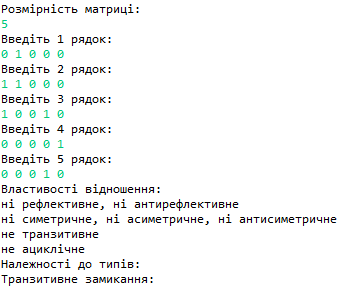 Розмірність матриці:
5
Введіть 1 рядок:
0 1 0 0 0
Введіть 2 рядок:
1 1 0 0 0
Введіть 3 рядок:
1 0 0 1 0
Введіть 4 рядок:
0 0 0 0 1
Введіть 5 рядок:
0 0 0 1 0
Властивості відношення:
ні рефлективне, ні антирефлективне
ні симетричне, ні асиметричне, ні антисиметричне
не транзитивне
не ациклічне
Належності до типів:
Транзитивне замикання: